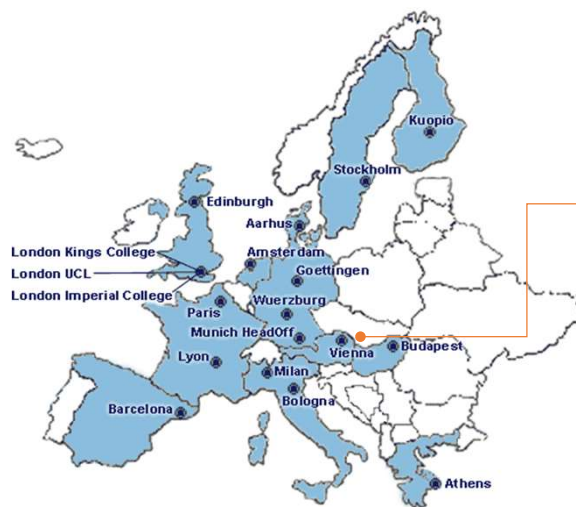 Kuopio
Stockholm
Edinburgh
Aarhus
London Kings College
Amsterdam
London UCL
Goettingen
London Imperial College
Wuerzburg
Paris
Munich HeadOff
Vienna
Budapest
Lyon
Milan
Bologna
Barcelona
Athens